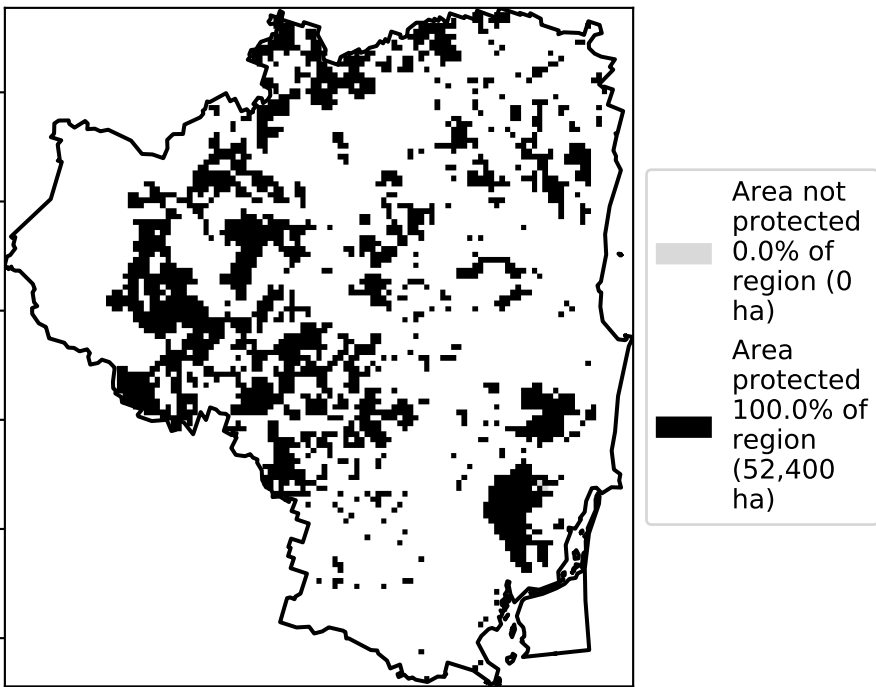 Area not
protected
0.0% of
region (0
ha)
Area
protected
100.0% of
region
(52,400
ha)